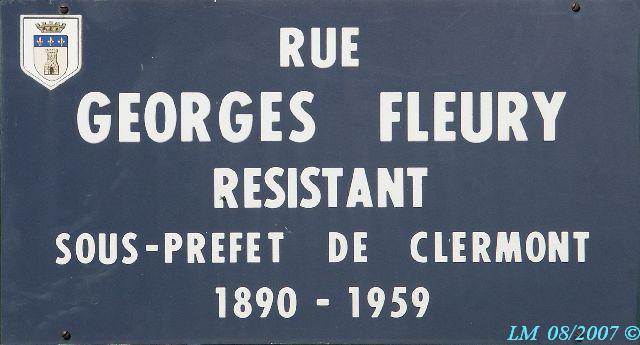 RUE
GEORGES FLEURY
RESISTANT
SOUS-PREFET DE CLERMONT
1890 - 1959
LM 08/2007 ©